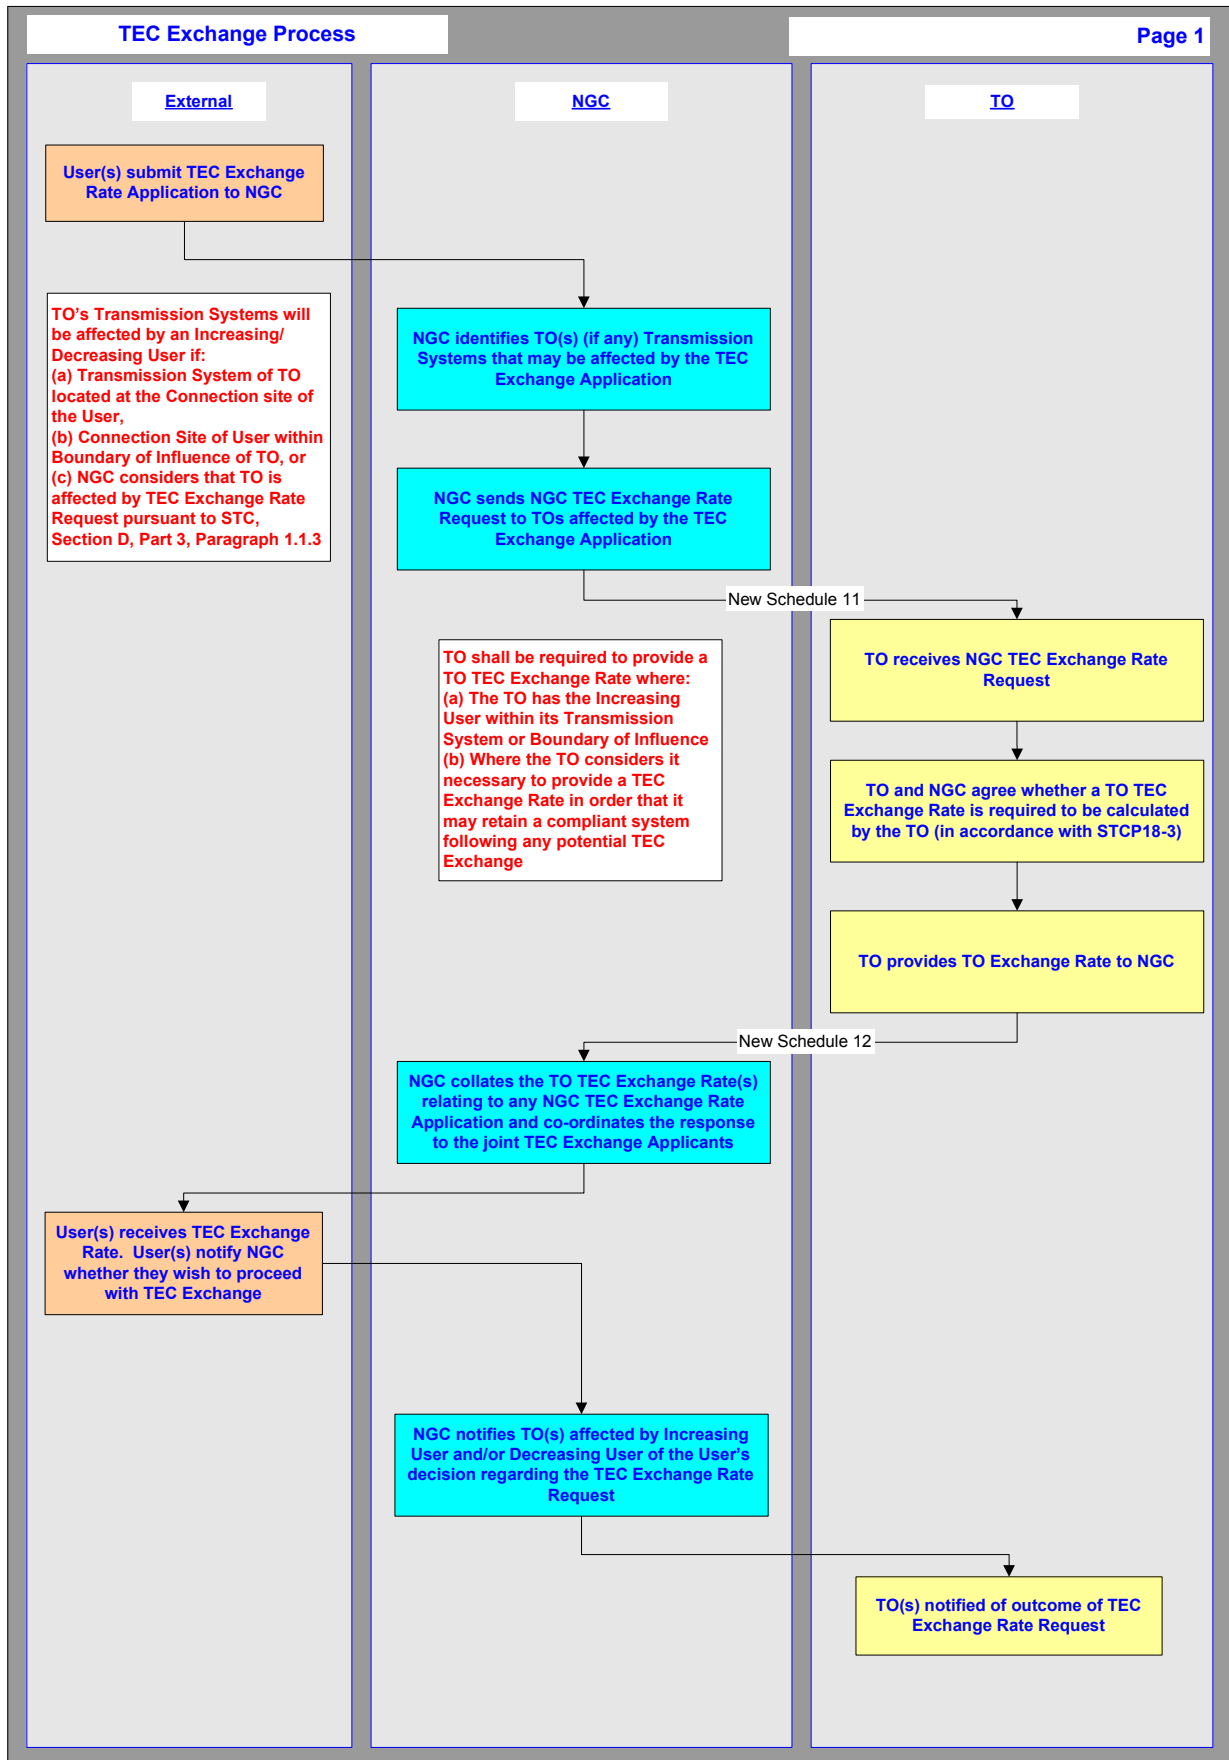 TEC Exchange Process
Page 1
External
NGC
TO
User(s) submit TEC Exchange
Rate Application to NGC
TO's Transmission Systems will
be affected by an Increasing/
Decreasing User if:
(a) Transmission System of TO
located at the Connection site of
the User,
(b) Connection Site of User within
Boundary of Influence of TO, or
(c) NGC considers that TO is
affected by TEC Exchange Rate
Request pursuant to STC,
Section D, Part 3, Paragraph 1.1.3
NGC identifies TO(s) (if any) Transmission
Systems that may be affected by the TEC
Exchange Application
NGC sends NGC TEC Exchange Rate
Request to TOs affected by the TEC
Exchange Application
New Schedule 11
TO receives NGC TEC Exchange Rate
Request
TO shall be required to provide a
TO TEC Exchange Rate where:
(a) The TO has the Increasing
User within its Transmission
System or Boundary of Influence
(b) Where the TO considers it
necessary to provide a TEC
Exchange Rate in order that it
may retain a compliant system
following any potential TEC
Exchange
TO and NGC agree whether a TO TEC
Exchange Rate is required to be calculated
by the TO (in accordance with STCP18-3)
TO provides TO Exchange Rate to NGC
New Schedule 12
NGC collates the TO TEC Exchange Rate(s)
relating to any NGC TEC Exchange Rate
Application and co-ordinates the response
to the joint TEC Exchange Applicants
User(s) receives TEC Exchange
Rate.  User(s) notify NGC
whether they wish to proceed
with TEC Exchange
NGC notifies TO(s) affected by Increasing
User and/or Decreasing User of the User's
decision regarding the TEC Exchange Rate
Request
TO(s) notified of outcome of TEC
Exchange Rate Request